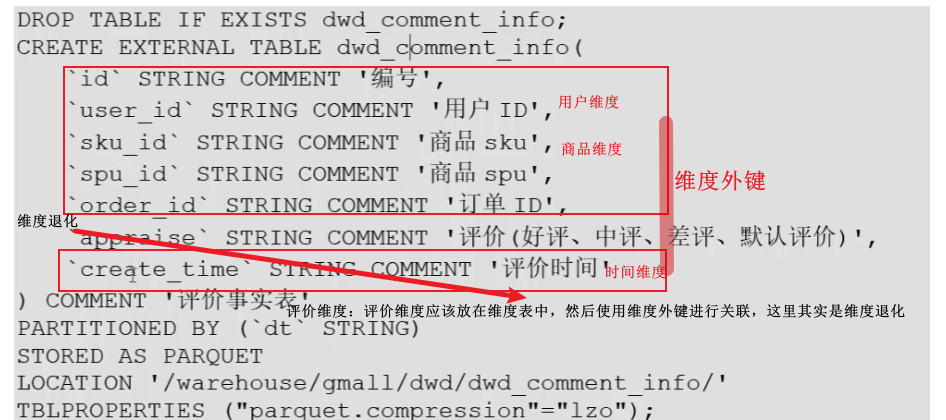 DROP TABLE IF EXISTS dwd_comment_info;
CREATE EXTERNAL TABLE dwd_comment_info(
`id` STRING COMMENT '编号',
`user_id` STRING COMMENT '用户 ID', 用户维度
`sku_id` STRING COMMENT '商品 sku', 商品维度
`spu_id` STRING COMMENT '商品 spu',
维度外键
`order_id` STRING COMMENT '订单 ID',
维度退化
`appraise` STRING COMMENT '评价(好评、中评、差评、默认评价)',
`create_time` STRING COMMENT '评价时间' 时间维度
) COMMENT '评价事实表'
评价维度：评价维度应该放在维度表中，然后使用维度外键进行关联，这里其实是维度退化
PARTITIONED BY (`dt` STRING)
STORED AS PARQUET
LOCATION '/warehouse/gmall/dwd/dwd_comment_info/'
TBLPROPERTIES ("parquet.compression"="lzo");